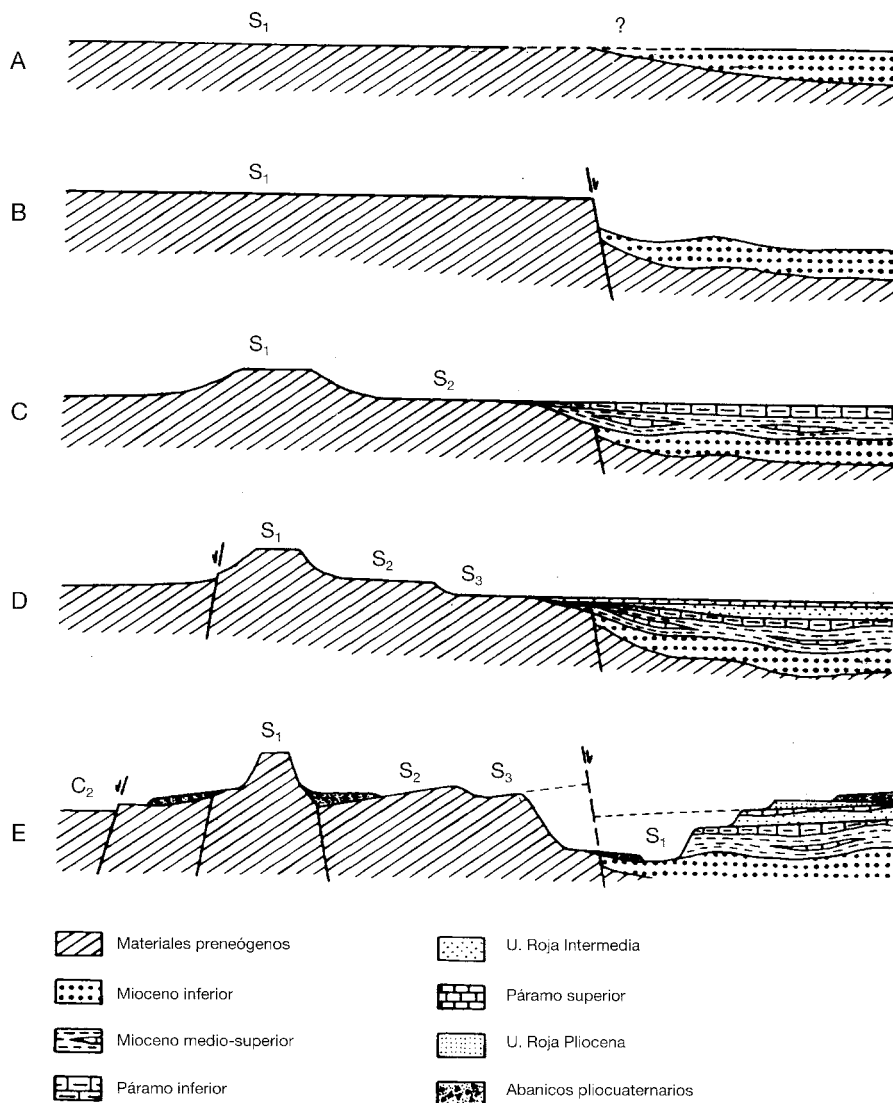 S₁ ?
A
S₁
B
S₁
S₂
C
S₁
S₂
S₃
D
S₁
C₂
S₂ S₃
S₁
E
Materiales preneógenos
Mioceno inferior
Mioceno medio-superior
Páramo inferior
U. Roja Intermedia
Páramo superior
U. Roja Pliocena
Abanicos pliocuaternarios